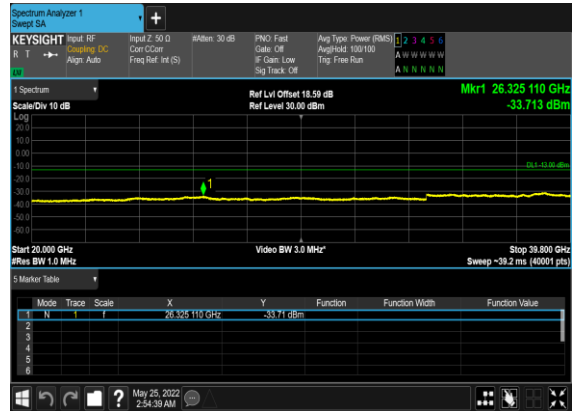 Spectrum Analyzer 1
Swept SA
+
KEYSIGHT Input: RF Input Z: 50 Ω #Atten: 30 dB PNO: Fast Avg Type: Power (RMS) 1 2 3 4 5 6
R T Coupling: DC Corr CCorr Gate: Off Avg|Hold: 100/100 A W W W W W
Align: Auto Freq Ref: Int (S) IF Gain: Low Trig: Free Run
LW Sig Track: Off A N N N N N
1 Spectrum Ref Lvl Offset 18.59 dB Mkr1 26.325 110 GHz
Scale/Div 10 dB Ref Level 30.00 dBm -33.713 dBm
Log
20.0
10.0
0.00
-10.0 DL1 -13.00 dBm
-20.0
-30.0 1
-40.0
-50.0
-60.0
Start 20.000 GHz Video BW 3.0 MHz* Stop 39.800 GHz
#Res BW 1.0 MHz Sweep ~39.2 ms (40001 pts)
5 Marker Table
Mode Trace Scale X Y Function Function Width Function Value
1 N 1 f 26.325 110 GHz -33.71 dBm
2
3
4
5
6
? May 25, 2022
2:54:39 AM